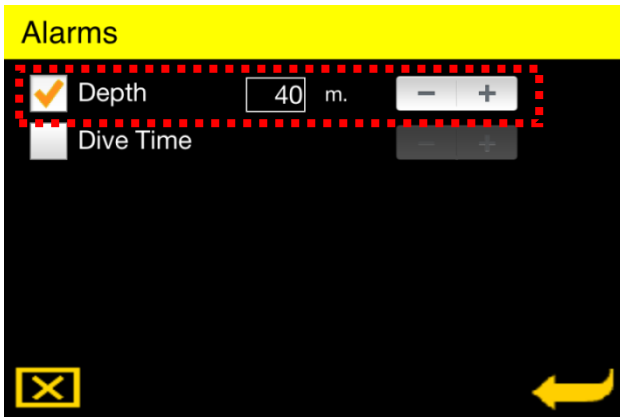 Alarms
Depth 40 m. − +
Dive Time − +